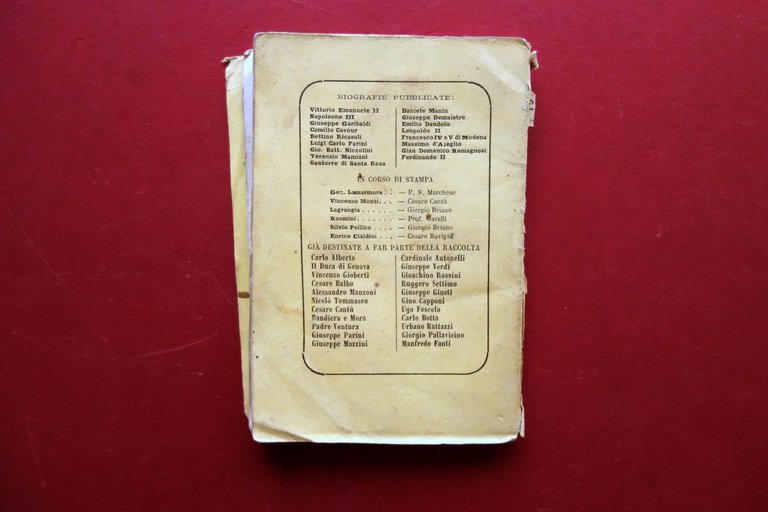 BIOGRAFIE PUBBLICATE:
Vittorio Emanuele II
Napoleone III
Giuseppe Garibaldi
Camillo Cavour
Bettino Ricasoli
Luigi Carlo Farini
Gio. Batt. Niccolini
Terenzio Mamiani
Santorre di Santa Rosa
Daniele Manin
Giuseppe Demaistre
Emilio Dandolo
Leopoldo II
Francesco IV e V di Modena
Massimo d'Azeglio
Gian Domenico Romagnosi
Ferdinando II
IN CORSO DI STAMPA
Gen. Lamarmora . . — P. S. Marchese
Vincenzo Monti. . . — Cesare Cantù
Lagrangia . . . . . . — Giorgio Briano
Rosmini . . . . . . — Prof. Garelli
Silvio Pellico . . . . — Giorgio Briano
Enrico Cialdini . . . — Cesare Rovighi
GIÀ DESTINATE A FAR PARTE DELLA RACCOLTA
Carlo Alberto
Il Duca di Genova
Vincenzo Gioberti
Cesare Balbo
Alessandro Manzoni
Nicolò Tommaseo
Cesare Cantù
Bandiera e Moro
Padre Ventura
Giuseppe Parini
Giuseppe Mazzini
Cardinale Antonelli
Giuseppe Verdi
Gioachino Rossini
Ruggero Settimo
Giuseppe Giusti
Gino Capponi
Ugo Foscolo
Carlo Botta
Urbano Rattazzi
Giorgio Pallavicino
Manfredo Fanti